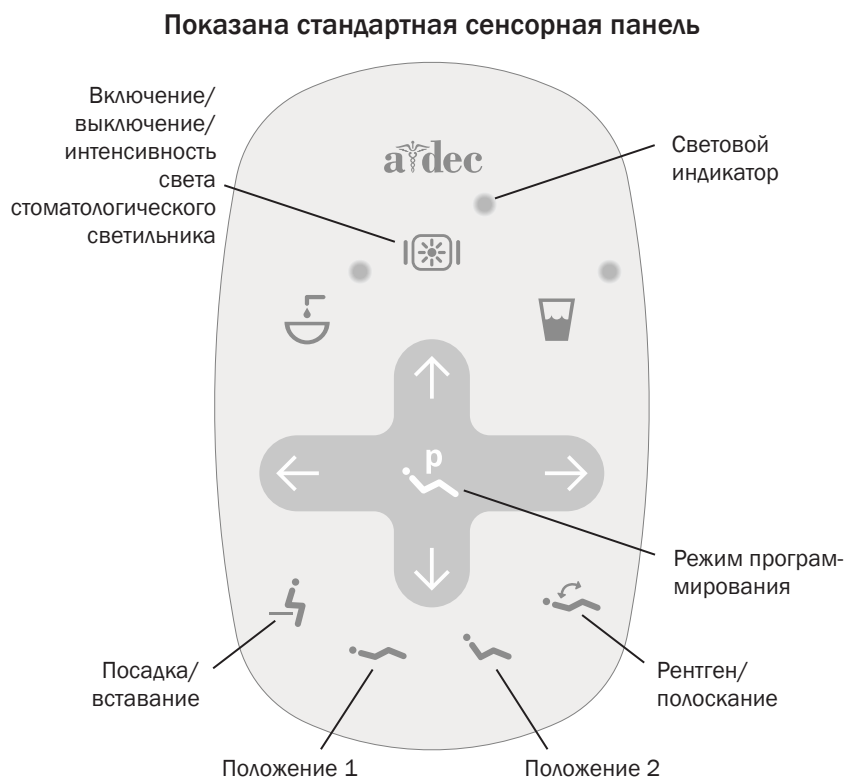 Показана стандартная сенсорная панель
Включение/
выключение/
интенсивность
света
стоматологического
светильника
a dec
Световой
индикатор
p
Режим програм-
мирования
Посадка/
вставание
Рентген/
полоскание
Положение 1
Положение 2